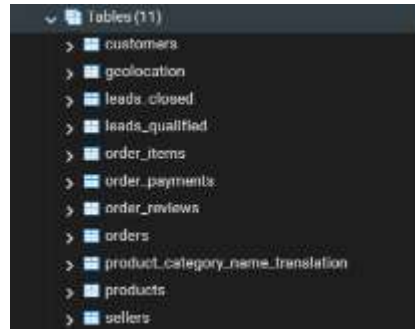 Tables (11)
customers
geolocation
leads_closed
leads_qualified
order_items
order_payments
order_reviews
orders
product_category_name_translation
products
sellers